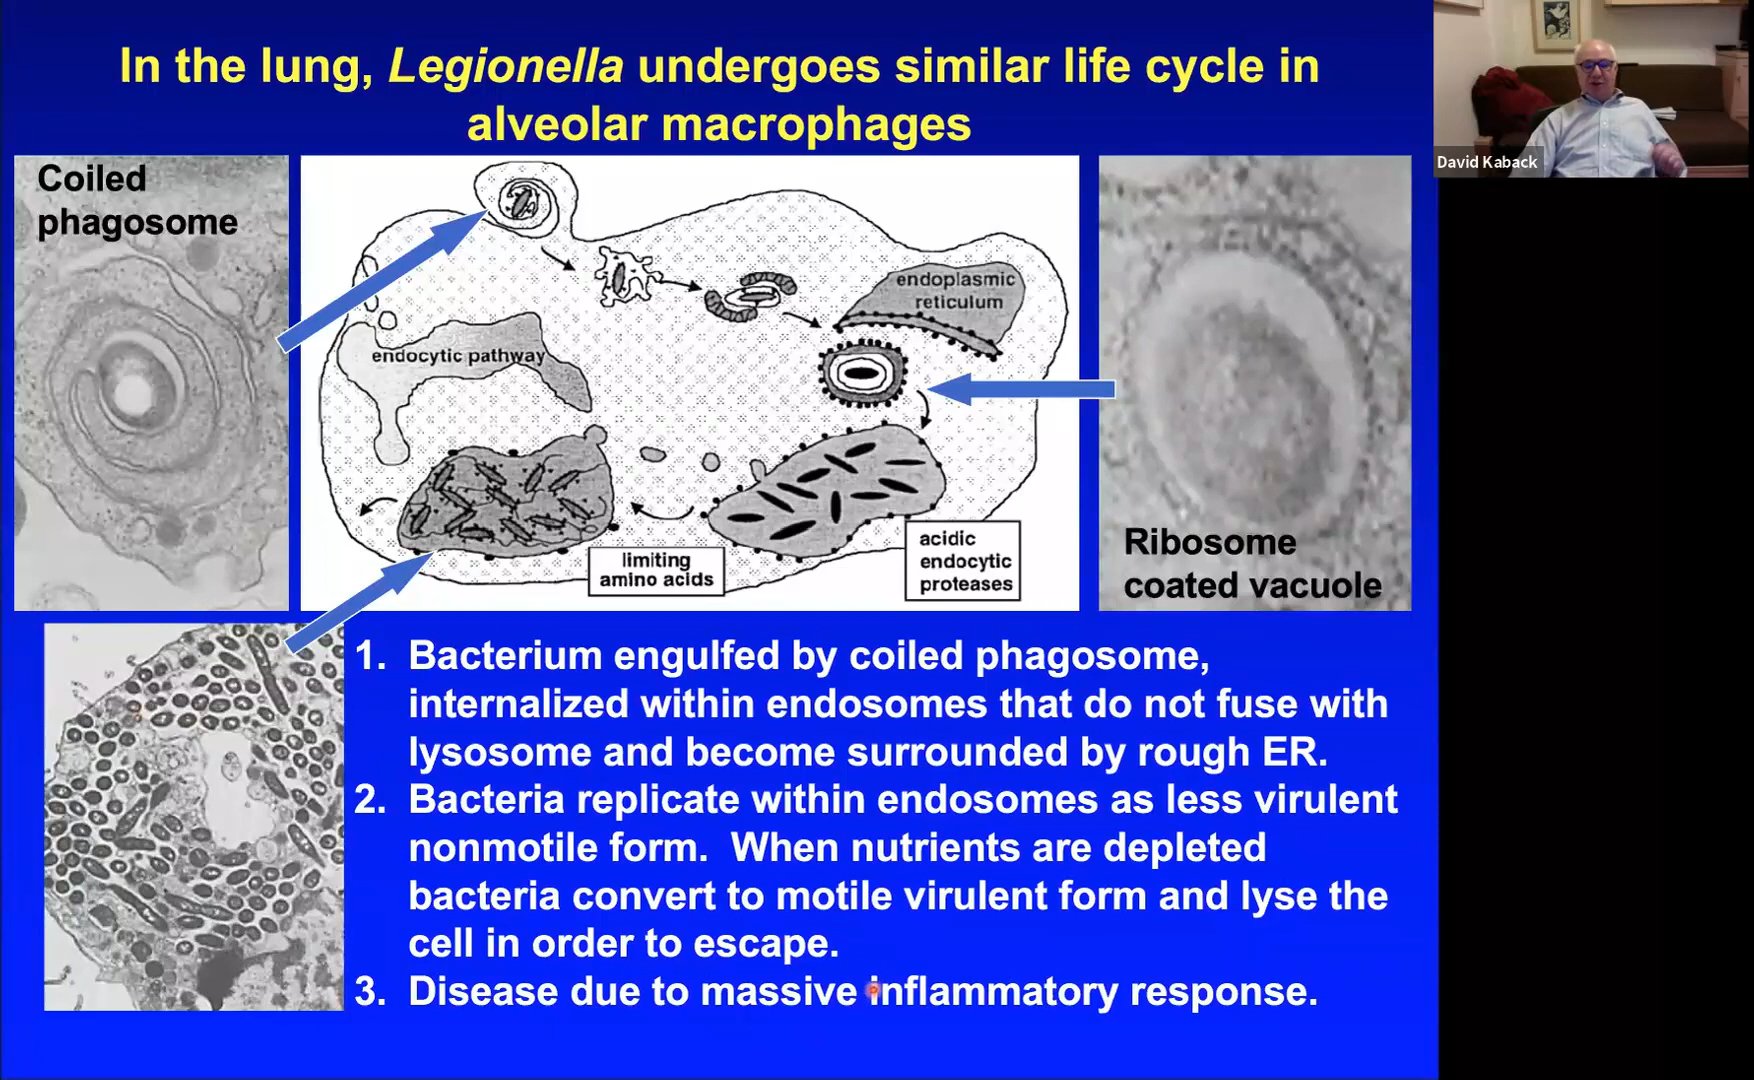 In the lung, Legionella undergoes similar life cycle in
alveolar macrophages
David Kaback
Coiled
phagosome
endoplasmic
reticulum
endocytic pathway
limiting
amino acids
acidic
endocytic
proteases
Ribosome
coated vacuole
1. Bacterium engulfed by coiled phagosome,
internalized within endosomes that do not fuse with
lysosome and become surrounded by rough ER.
2. Bacteria replicate within endosomes as less virulent
nonmotile form.  When nutrients are depleted
bacteria convert to motile virulent form and lyse the
cell in order to escape.
3. Disease due to massive inflammatory response.